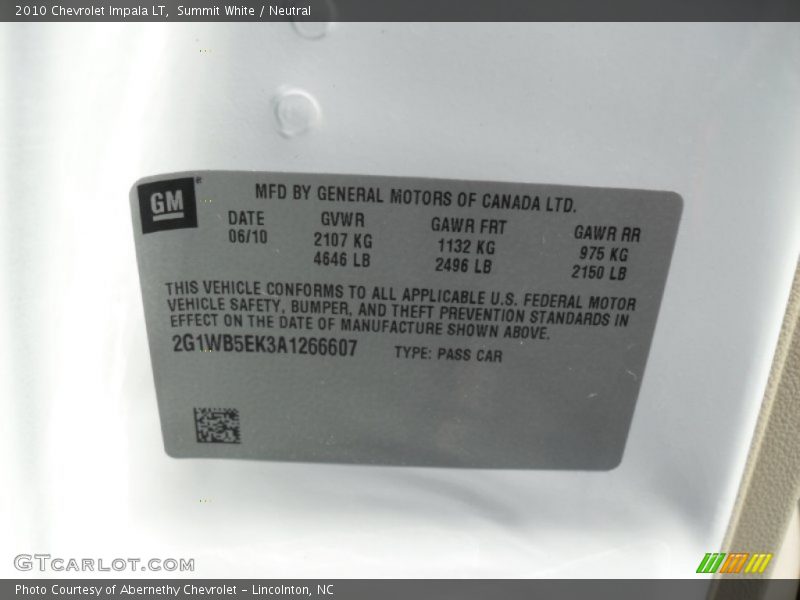 2010 Chevrolet Impala LT, Summit White / Neutral
GM
MFD BY GENERAL MOTORS OF CANADA LTD.
DATE GVWR GAWR FRT GAWR RR
06/10 2107 KG 1132 KG 975 KG
4646 LB 2496 LB 2150 LB
THIS VEHICLE CONFORMS TO ALL APPLICABLE U.S. FEDERAL MOTOR
VEHICLE SAFETY, BUMPER, AND THEFT PREVENTION STANDARDS IN
EFFECT ON THE DATE OF MANUFACTURE SHOWN ABOVE.
2G1WB5EK3A1266607 TYPE: PASS CAR
GTCARLOT.COM
Photo Courtesy of Abernethy Chevrolet – Lincolnton, NC